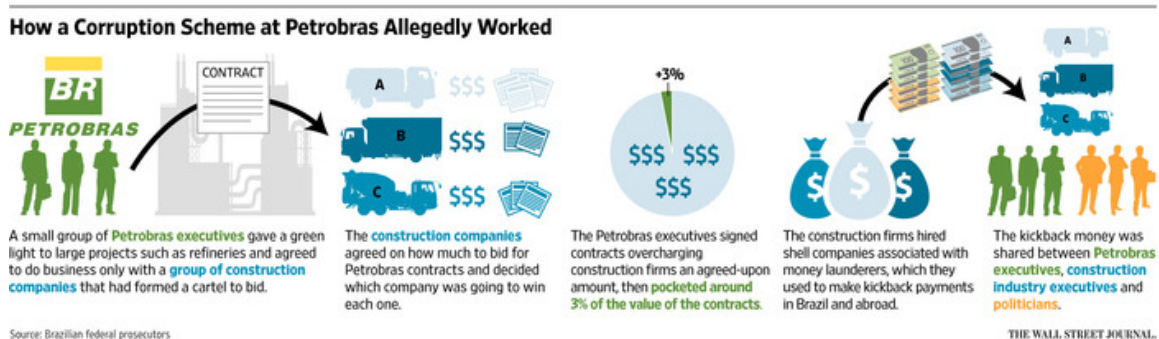 How a Corruption Scheme at Petrobras Allegedly Worked
BR
PETROBRAS
CONTRACT
A small group of Petrobras executives gave a green
light to large projects such as refineries and agreed
to do business only with a group of construction
companies that had formed a cartel to bid.
A $$$
B $$$
C $$$
The construction companies
agreed on how much to bid for
Petrobras contracts and decided
which company was going to win
each one.
+3%
$$$ $$$
$$$
The Petrobras executives signed
contracts overcharging
construction firms an agreed-upon
amount, then pocketed around
3% of the value of the contracts.
$ $ $
The construction firms hired
shell companies associated with
money launderers, which they
used to make kickback payments
in Brazil and abroad.
100 100
A
B
C
The kickback money was
shared between Petrobras
executives, construction
industry executives and
politicians.
Source: Brazilian federal prosecutors
THE WALL STREET JOURNAL.